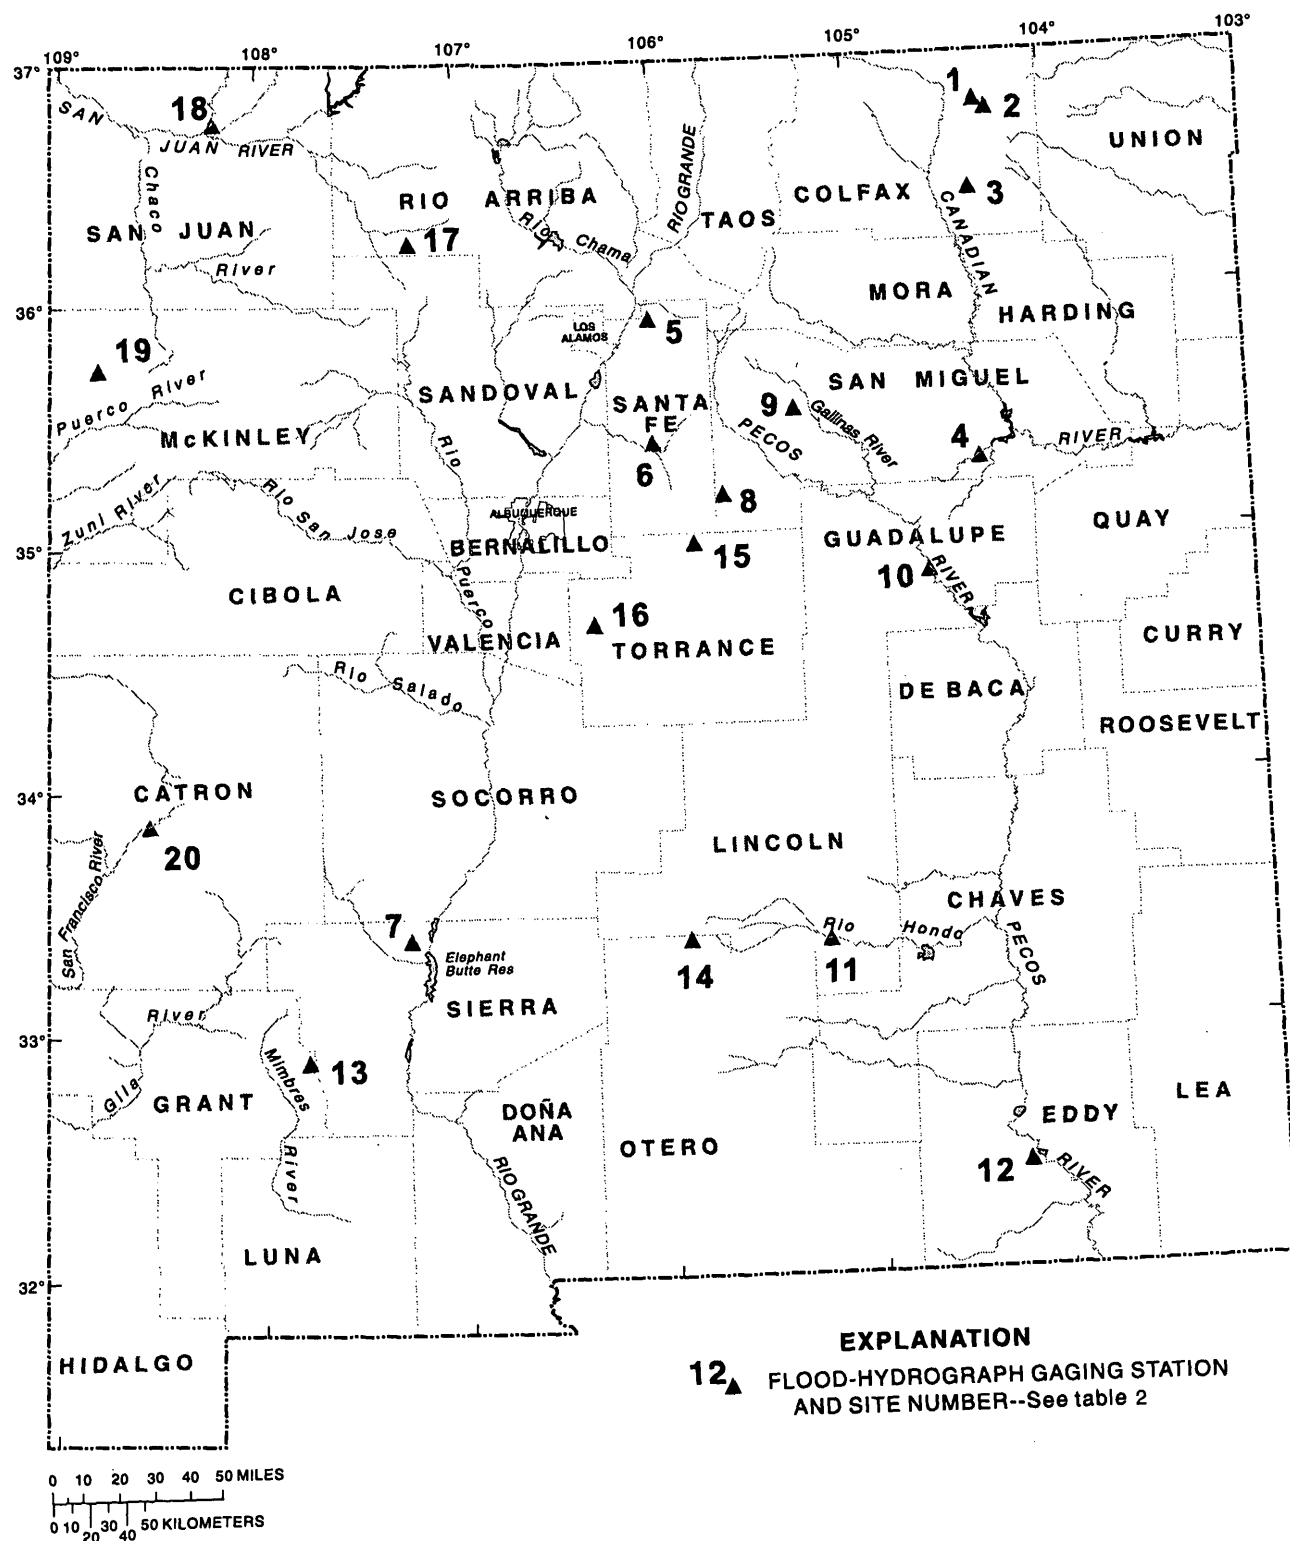 109°
108°
107°
106°
105°
104°
103°
37°
SAN
18
JUAN RIVER
Chaco
SAN JUAN
River
RIO ARRIBA
17
Rio
Chama
RIO GRANDE
TAOS
COLFAX
1
2
3
UNION
CANADIAN
MORA
HARDING
36°
19
Puerco River
McKINLEY
LOS
ALAMOS
5
SANDOVAL
SANTA
FE
6
SAN MIGUEL
9
Gallinas River
PECOS
4
RIVER
8
Rio
Zuni River
Rio San Jose
ALBUQUERQUE
BERNALILLO
QUAY
GUADALUPE
35°
15
10
RIVER
CIBOLA
Puerco
16
VALENCIA
TORRANCE
CURRY
Rio Salado
DE BACA
ROOSEVELT
34°
CATRON
SOCORRO
20
San Francisco River
LINCOLN
CHAVES
7
Rio Hondo
PECOS
Elephant
Butte Res
14
11
SIERRA
33°
River
Gila
Mimbres
13
GRANT
River
DOÑA
ANA
OTERO
EDDY
LEA
12
RIVER
RIO GRANDE
LUNA
32°
HIDALGO
EXPLANATION
12 FLOOD-HYDROGRAPH GAGING STATION
AND SITE NUMBER--See table 2
0 10 20 30 40 50 MILES
0 10 20 30 40 50 KILOMETERS